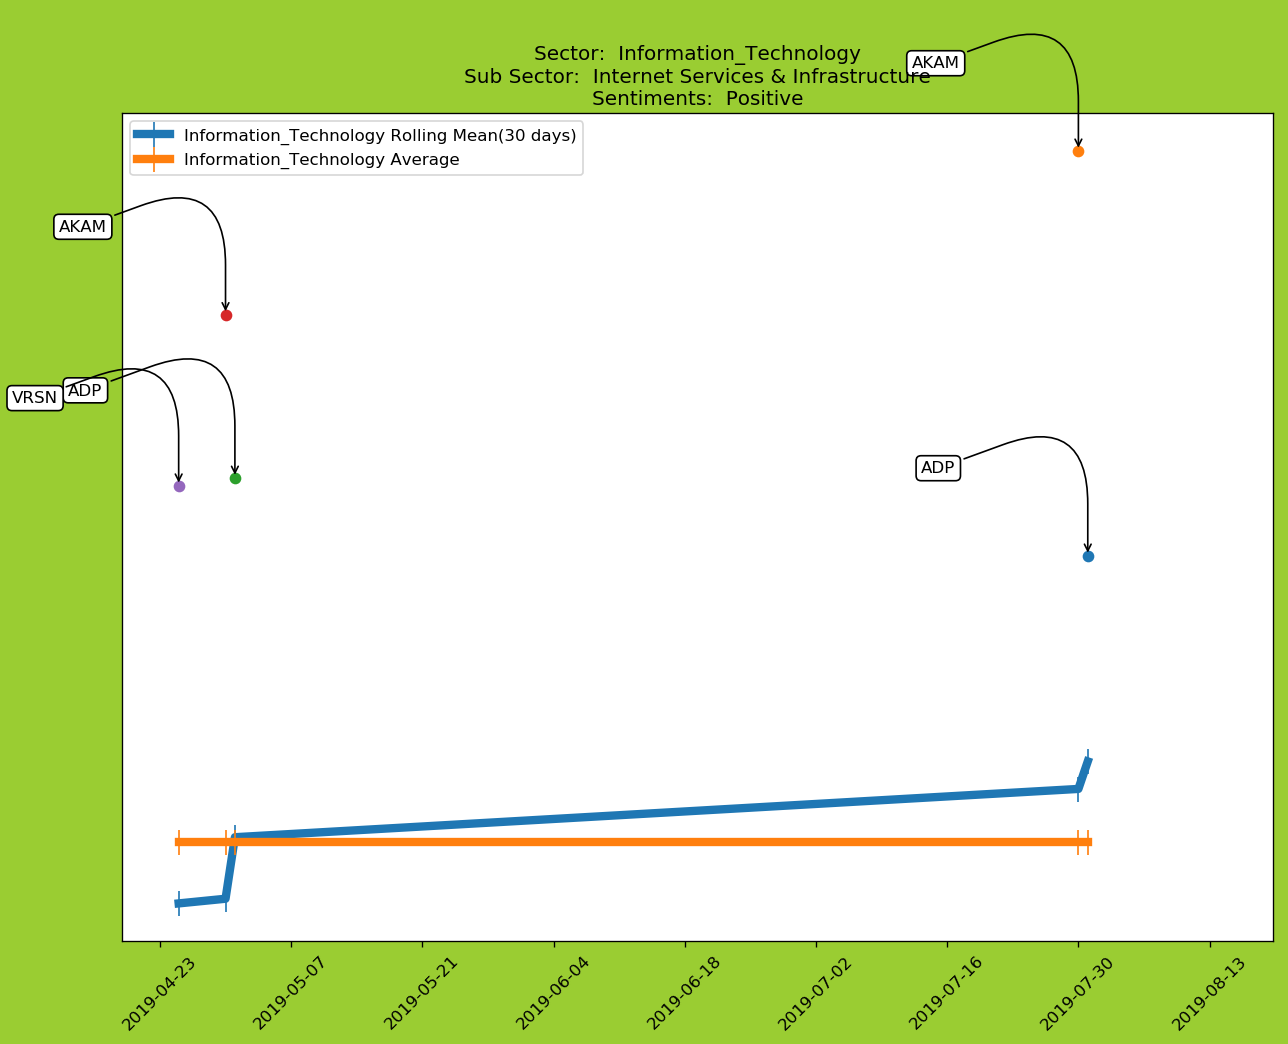 Sector:  Information_Technology
Sub Sector:  Internet Services & Infrastructure
Sentiments:  Positive
AKAM
Information_Technology Rolling Mean(30 days)
Information_Technology Average
AKAM
VRSN
ADP
ADP
2019-04-23
2019-05-07
2019-05-21
2019-06-04
2019-06-18
2019-07-02
2019-07-16
2019-07-30
2019-08-13